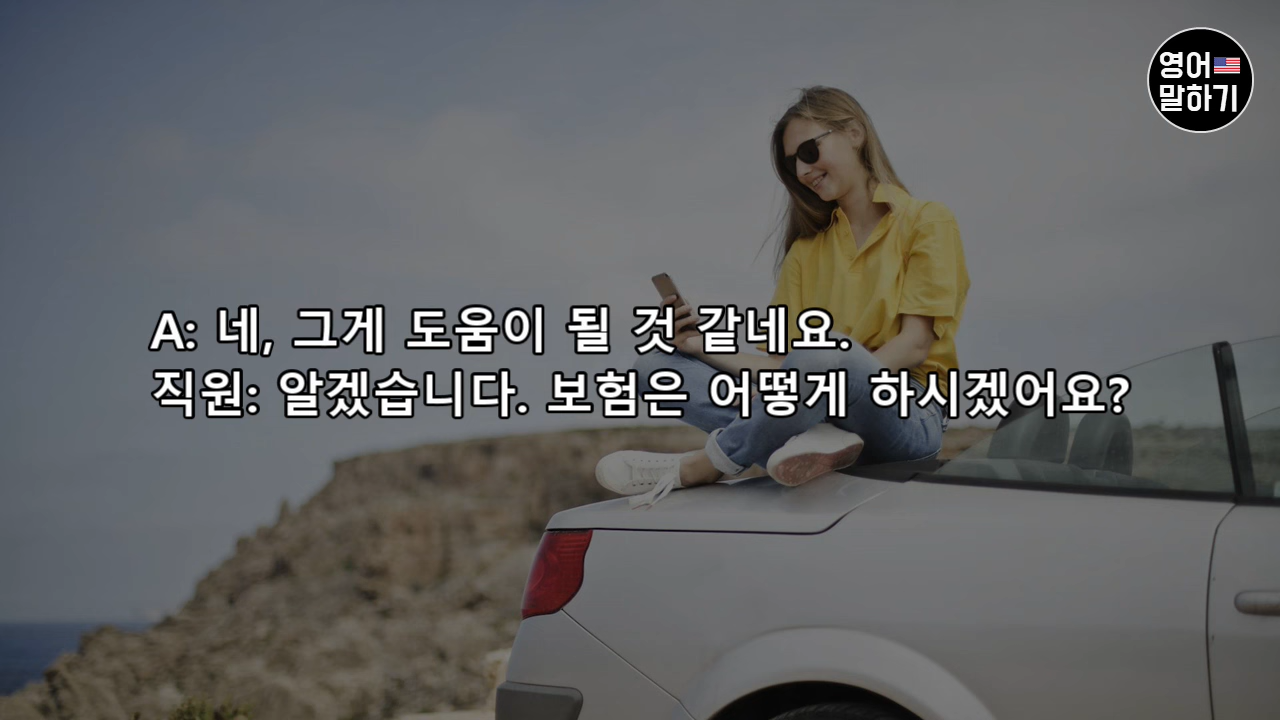 영어
말하기
A: 네, 그게 도움이 될 것 같네요.
직원: 알겠습니다. 보험은 어떻게 하시겠어요?